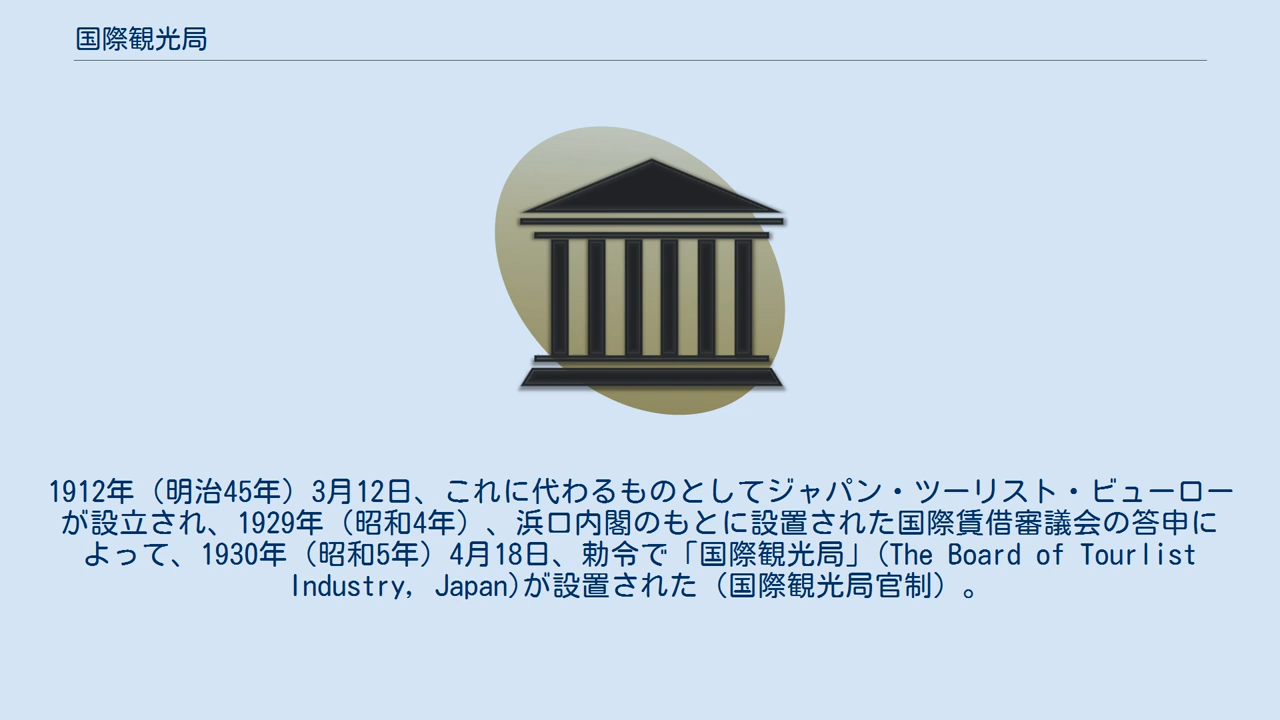 国際観光局
1912年（明治45年）3月12日、これに代わるものとしてジャパン・ツーリスト・ビューロー
が設立され、1929年（昭和4年）、浜口内閣のもとに設置された国際賃借審議会の答申に
よって、1930年（昭和5年）4月18日、勅令で「国際観光局」(The Board of Tourlist
Industry, Japan)が設置された（国際観光局官制）。